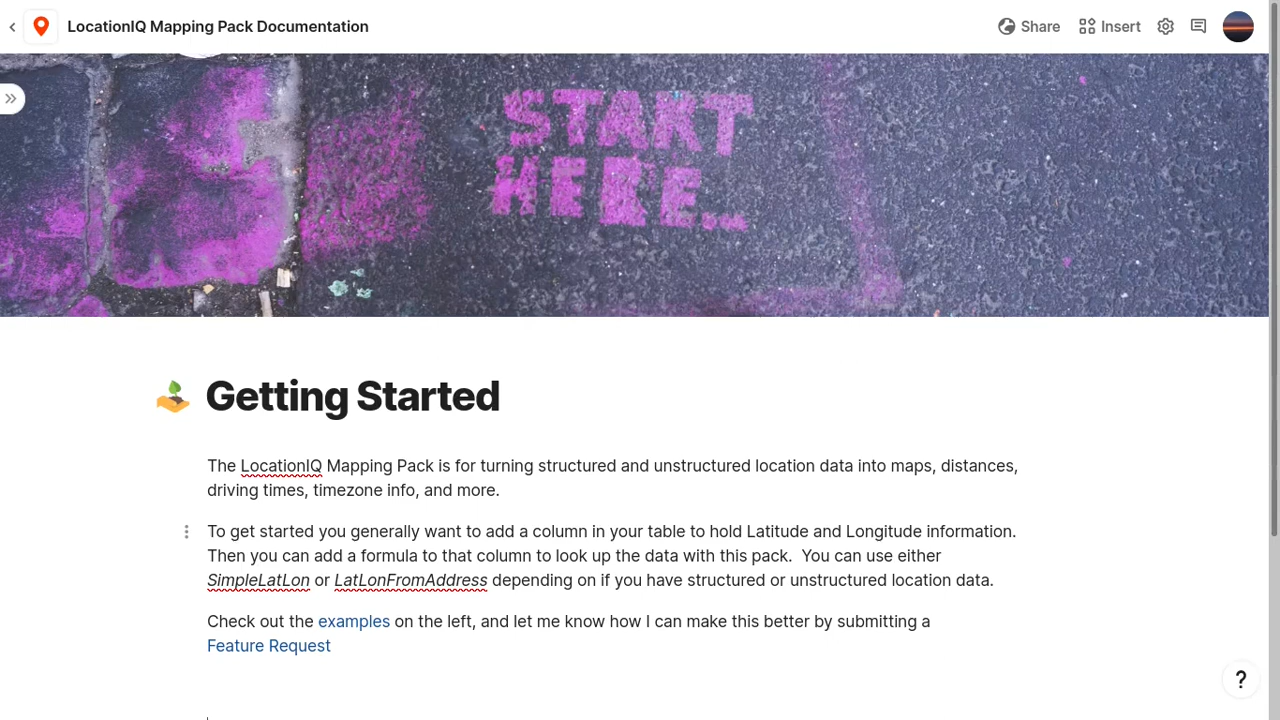 LocationIQ Mapping Pack Documentation
Share
Insert
START
HERE...
Getting Started
The LocationIQ Mapping Pack is for turning structured and unstructured location data into maps, distances,
driving times, timezone info, and more.
To get started you generally want to add a column in your table to hold Latitude and Longitude information.
Then you can add a formula to that column to look up the data with this pack.  You can use either
SimpleLatLon or LatLonFromAddress depending on if you have structured or unstructured location data.
Check out the examples on the left, and let me know how I can make this better by submitting a
Feature Request
?